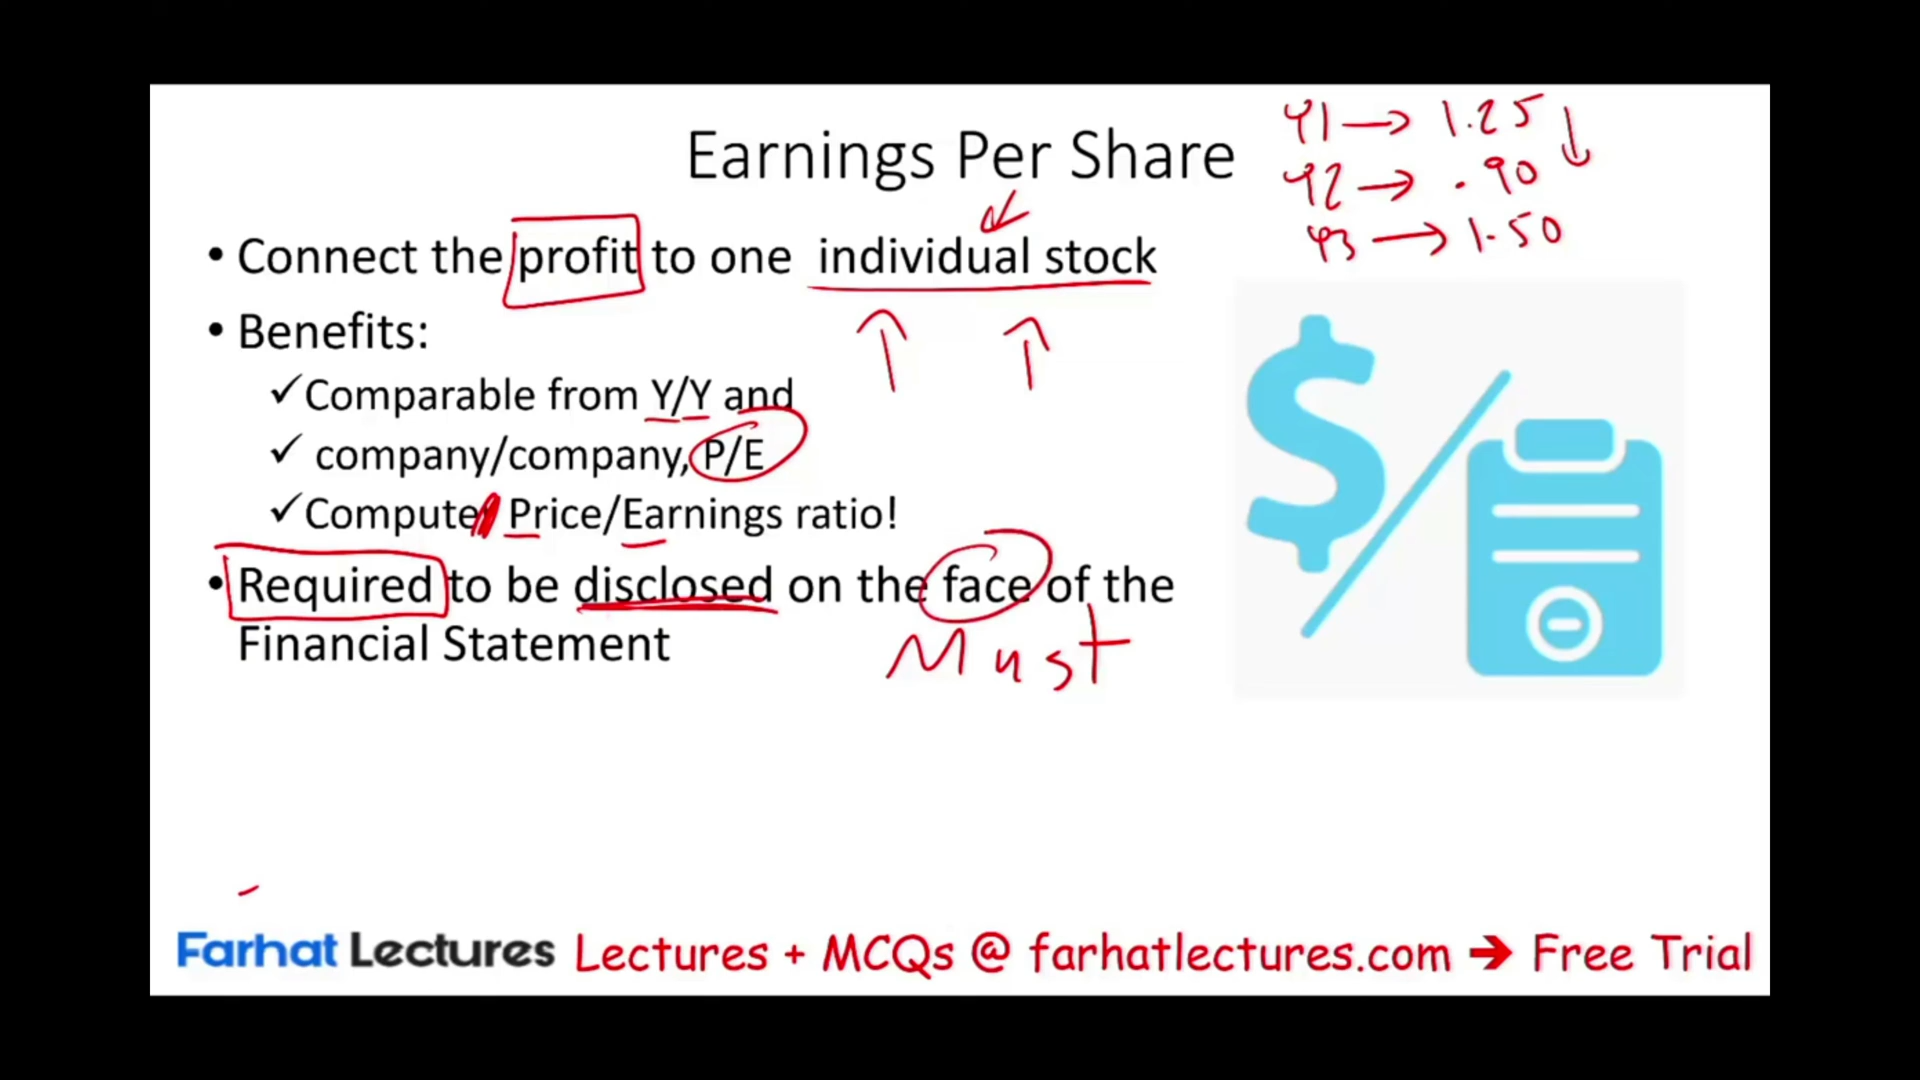 Earnings Per Share
Y1 → 1.25
Y2 → .90
Y3 → 1.50
• Connect the profit to one individual stock
• Benefits:
✓Comparable from Y/Y and
✓ company/company, P/E
✓Compute Price/Earnings ratio!
• Required to be disclosed on the face of the
Financial Statement
Must
Farhat Lectures Lectures + MCQs @ farhatlectures.com → Free Trial